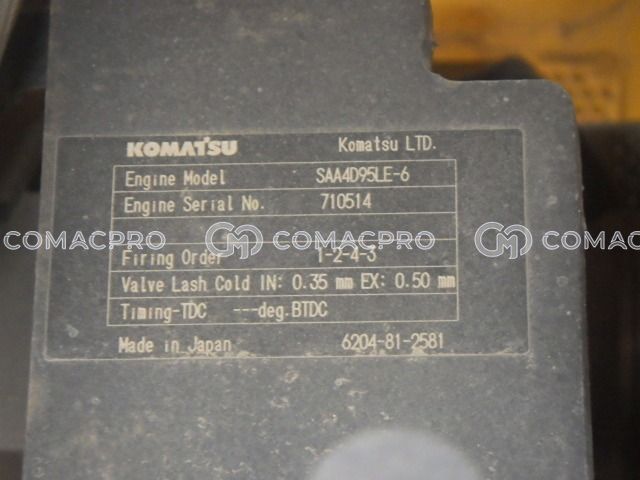 KOMATSU Komatsu LTD.
Engine Model SAA4D95LE-6
Engine Serial No. 710514
COMACPRO COMACPRO COMACPRO
Firing Order 1-2-4-3
Valve Lash Cold IN: 0.35 mm EX: 0.50 mm
Timing-TDC ---deg.BTDC
Made in Japan 6204-81-2581